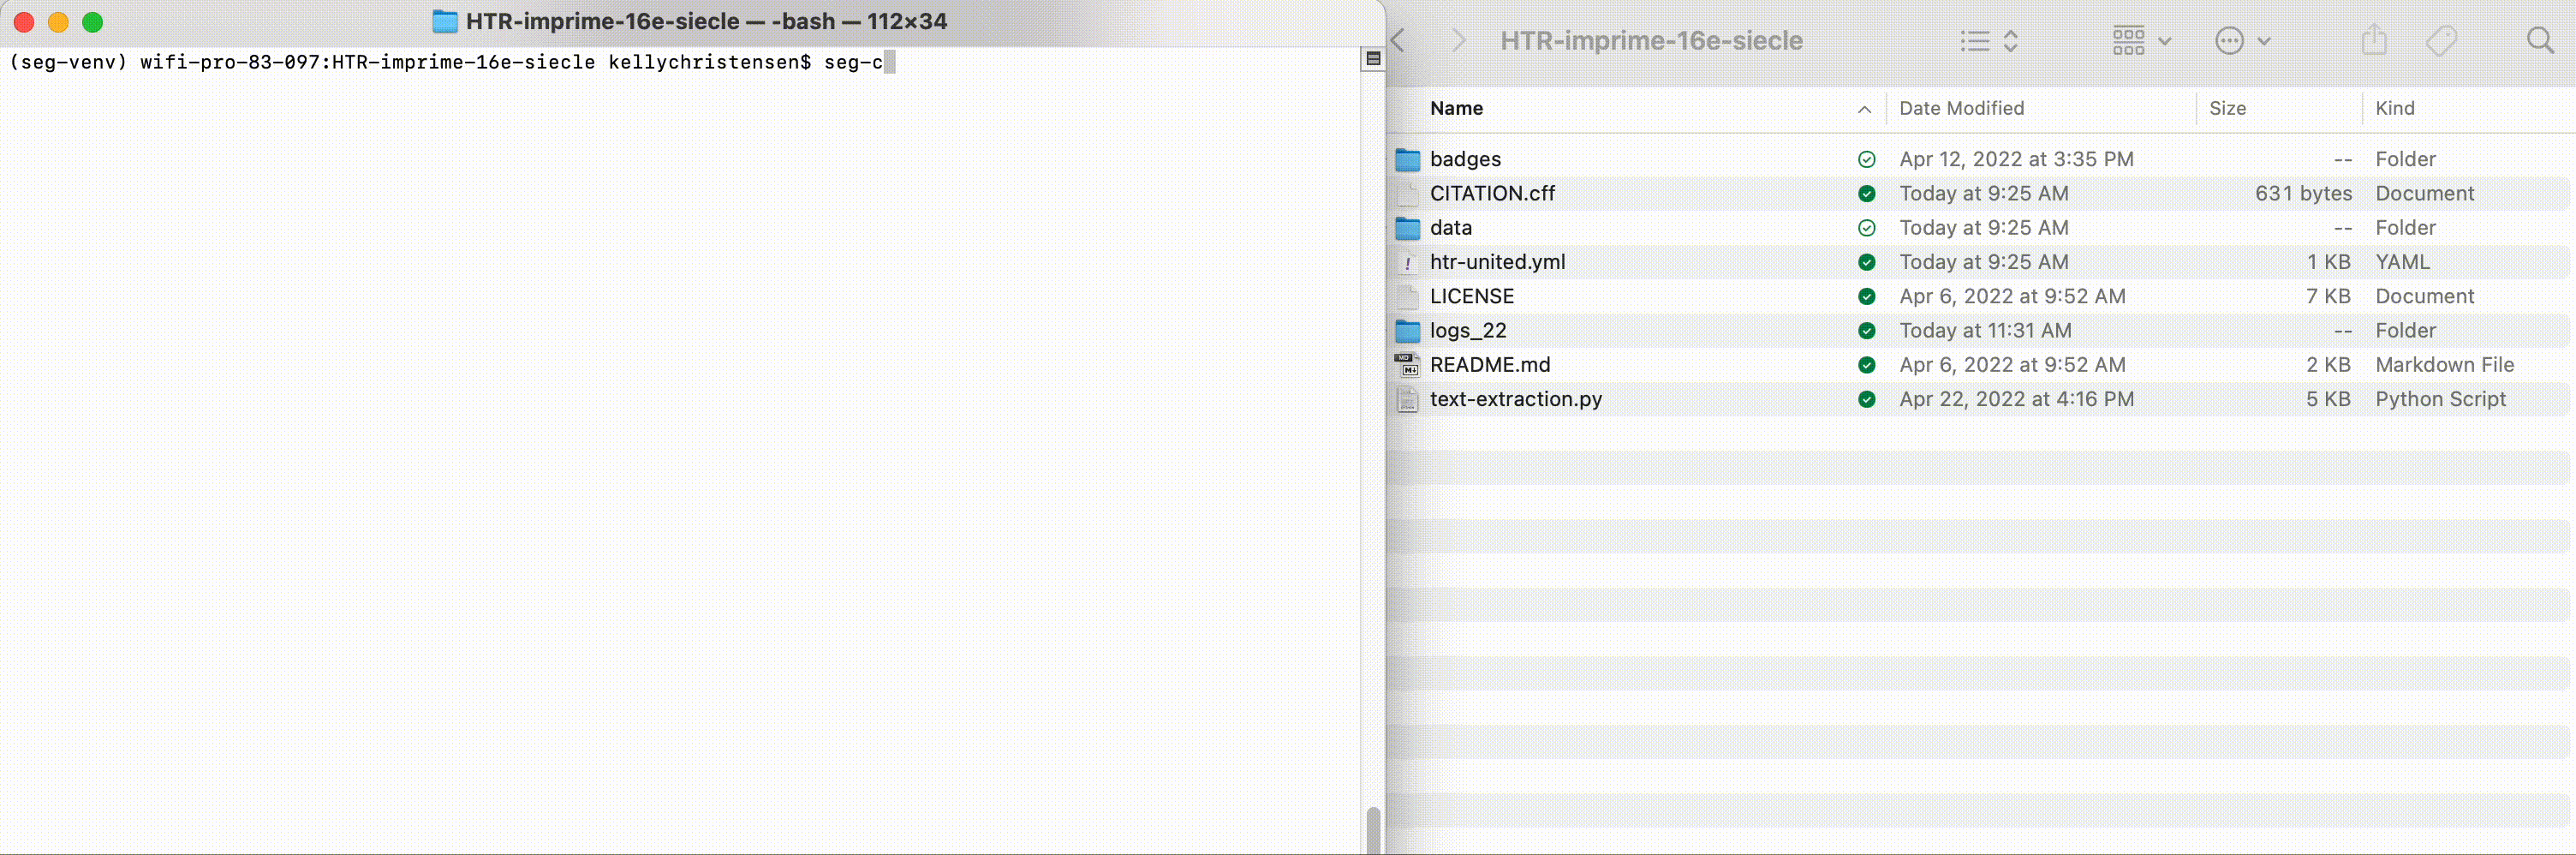 HTR-imprime-16e-siecle — -bash — 112×34
(seg-venv) wifi-pro-83-097:HTR-imprime-16e-siecle kellychristensen$ seg-c
HTR-imprime-16e-siecle
Name Date Modified Size Kind
badges Apr 12, 2022 at 3:35 PM -- Folder
CITATION.cff Today at 9:25 AM 631 bytes Document
data Today at 9:25 AM -- Folder
htr-united.yml Today at 9:25 AM 1 KB YAML
LICENSE Apr 6, 2022 at 9:52 AM 7 KB Document
logs_22 Today at 11:31 AM -- Folder
README.md Apr 6, 2022 at 9:52 AM 2 KB Markdown File
text-extraction.py Apr 22, 2022 at 4:16 PM 5 KB Python Script